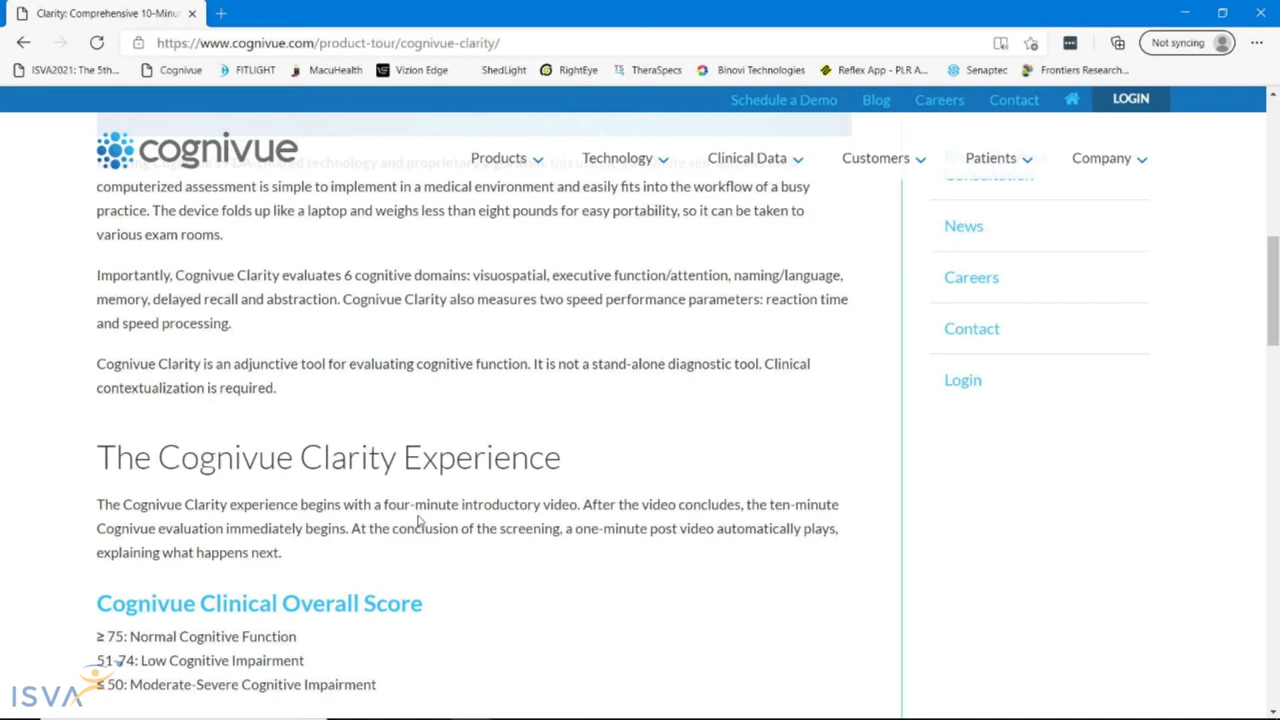 Clarity: Comprehensive 10-Minu
https://www.cognivue.com/product-tour/cognivue-clarity/
Not syncing
ISVA2021: The 5th...
Cognivue
FITLIGHT
MacuHealth
Vizion Edge
ShedLight
RightEye
TheraSpecs
Binovi Technologies
Reflex App - PLR A...
Senaptec
Frontiers Research...
Schedule a Demo
Blog
Careers
Contact
LOGIN
cognivue
Products
Technology
Clinical Data
Customers
Patients
Company
technology and proprietary
computerized assessment is simple to implement in a medical environment and easily fits into the workflow of a busy
practice. The device folds up like a laptop and weighs less than eight pounds for easy portability, so it can be taken to
various exam rooms.
Importantly, Cognivue Clarity evaluates 6 cognitive domains: visuospatial, executive function/attention, naming/language,
memory, delayed recall and abstraction. Cognivue Clarity also measures two speed performance parameters: reaction time
and speed processing.
Cognivue Clarity is an adjunctive tool for evaluating cognitive function. It is not a stand-alone diagnostic tool. Clinical
contextualization is required.
The Cognivue Clarity Experience
The Cognivue Clarity experience begins with a four-minute introductory video. After the video concludes, the ten-minute
Cognivue evaluation immediately begins. At the conclusion of the screening, a one-minute post video automatically plays,
explaining what happens next.
Cognivue Clinical Overall Score
≥ 75: Normal Cognitive Function
51-74: Low Cognitive Impairment
≤ 50: Moderate-Severe Cognitive Impairment
Consultation
News
Careers
Contact
Login
ISVA